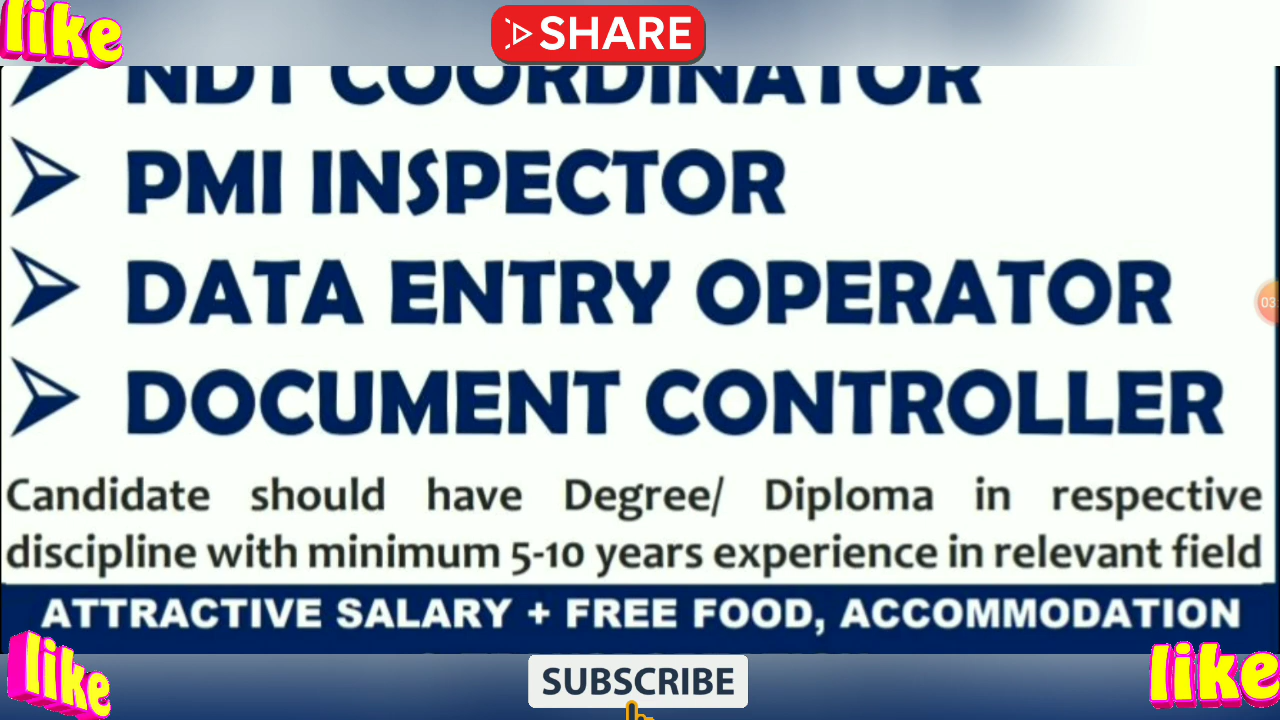 like
SHARE
NDT COORDINATOR
PMI INSPECTOR
DATA ENTRY OPERATOR
DOCUMENT CONTROLLER
Candidate should have Degree/ Diploma in respective
discipline with minimum 5-10 years experience in relevant field
ATTRACTIVE SALARY + FREE FOOD, ACCOMMODATION
like
SUBSCRIBE
like